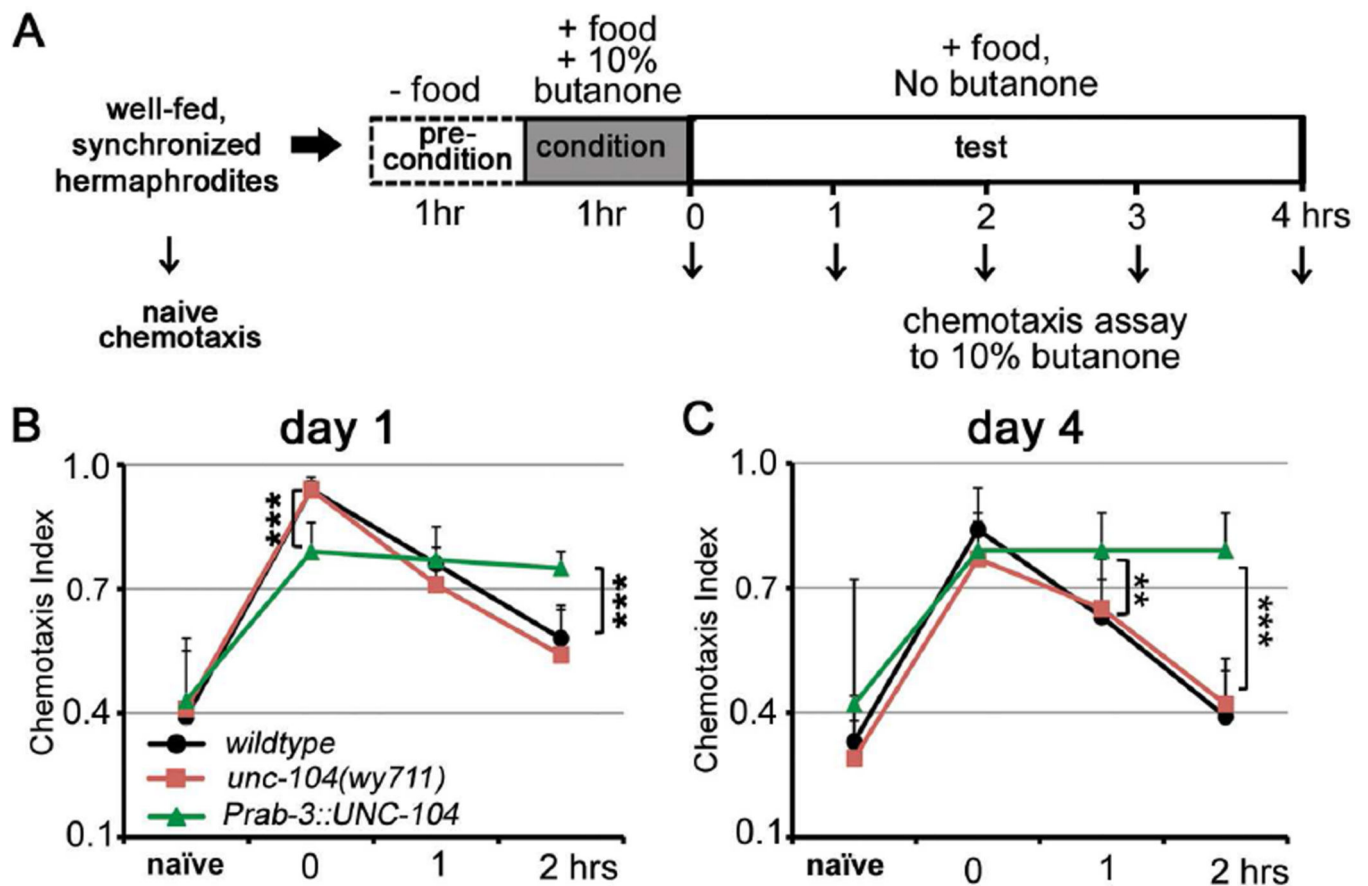 A
well-fed,
synchronized
hermaphrodites
naive
chemotaxis
- food
+ food
+ 10%
butanone
+ food,
No butanone
pre-
condition
condition
test
1hr
1hr
0
1
2
3
4 hrs
chemotaxis assay
to 10% butanone
B
day 1
Chemotaxis Index
1.0
0.7
0.4
0.1
***
***
wildtype
unc-104(wy711)
Prab-3::UNC-104
naïve
0
1
2 hrs
C
day 4
Chemotaxis Index
1.0
0.7
0.4
0.1
**
***
naïve
0
1
2 hrs